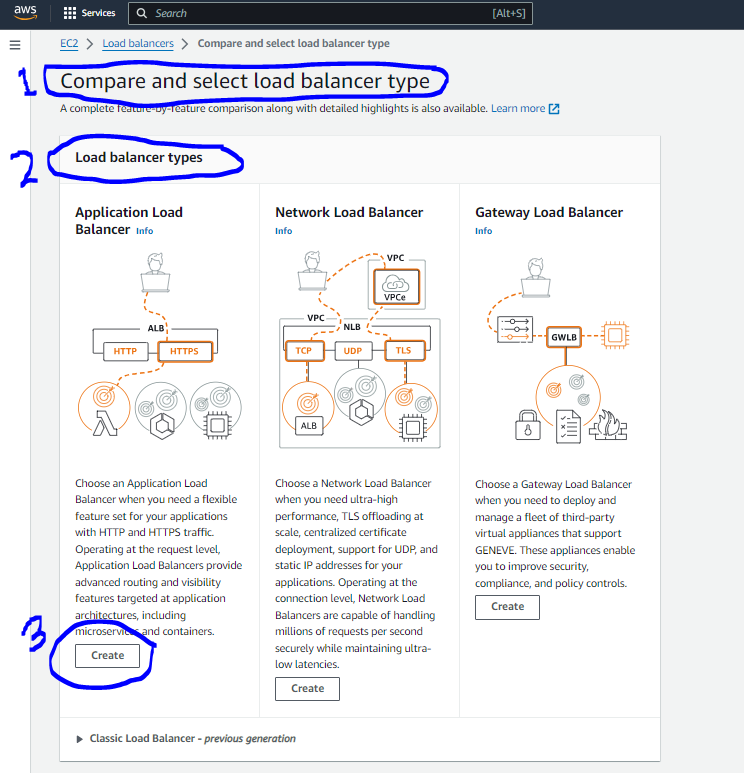 aws
Services
Search
[Alt+S]
EC2 > Load balancers > Compare and select load balancer type
1
Compare and select load balancer type
A complete feature-by-feature comparison along with detailed highlights is also available. Learn more
2
Load balancer types
Application Load
Balancer Info
ALB
HTTP
HTTPS
Choose an Application Load
Balancer when you need a flexible
feature set for your applications
with HTTP and HTTPS traffic.
Operating at the request level,
Application Load Balancers provide
advanced routing and visibility
features targeted at application
architectures, including
microservices and containers.
3
Create
Network Load Balancer
Info
VPC
VPCe
VPC
NLB
TCP
UDP
TLS
ALB
Choose a Network Load Balancer
when you need ultra-high
performance, TLS offloading at
scale, centralized certificate
deployment, support for UDP, and
static IP addresses for your
applications. Operating at the
connection level, Network Load
Balancers are capable of handling
millions of requests per second
securely while maintaining ultra-
low latencies.
Create
Gateway Load Balancer
Info
GWLB
Choose a Gateway Load Balancer
when you need to deploy and
manage a fleet of third-party
virtual appliances that support
GENEVE. These appliances enable
you to improve security,
compliance, and policy controls.
Create
Classic Load Balancer - previous generation